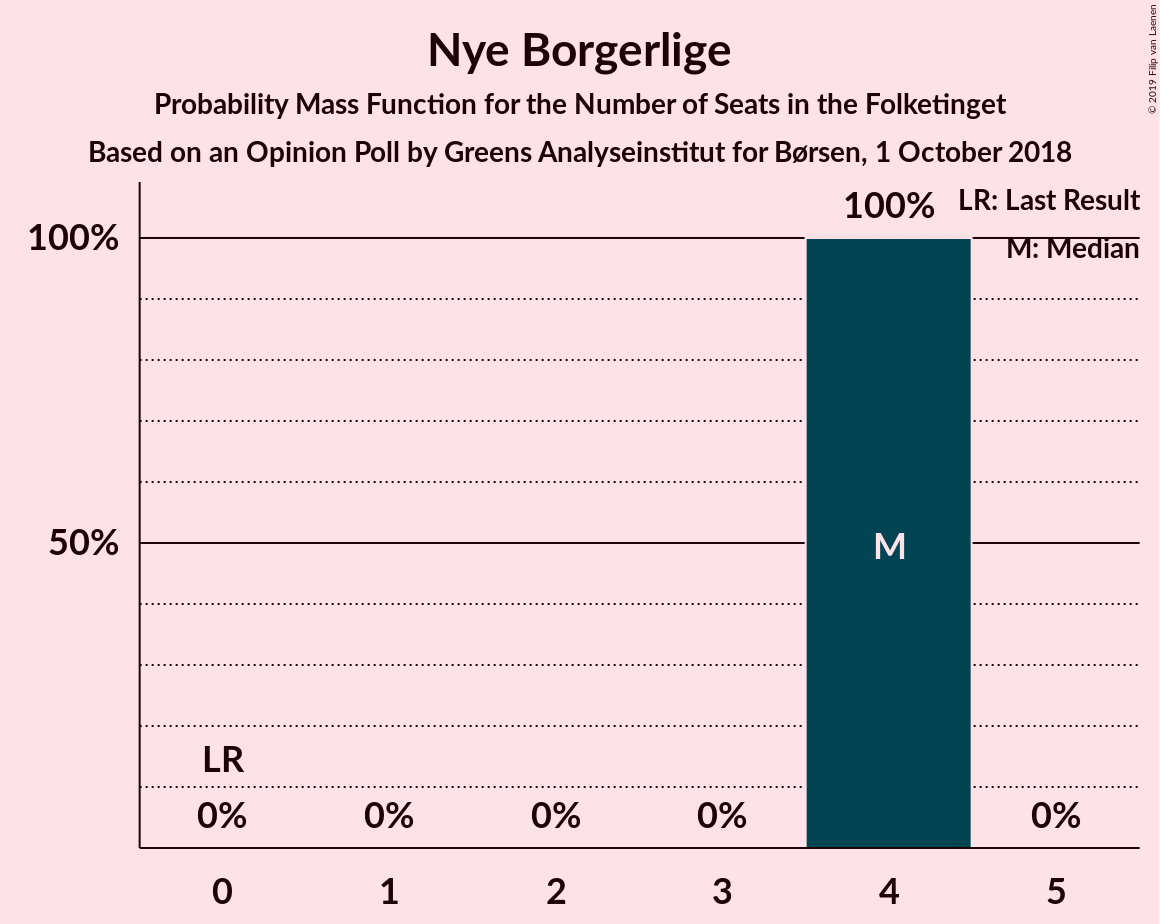 Nye Borgerlige
Probability Mass Function for the Number of Seats in the Folketinget
Based on an Opinion Poll by Greens Analyseinstitut for Børsen, 1 October 2018
© 2019 Filip van Laenen
LR: Last Result
M: Median
100%
100%
50%
M
LR
0%
0%
0%
0%
0%
0
1
2
3
4
5